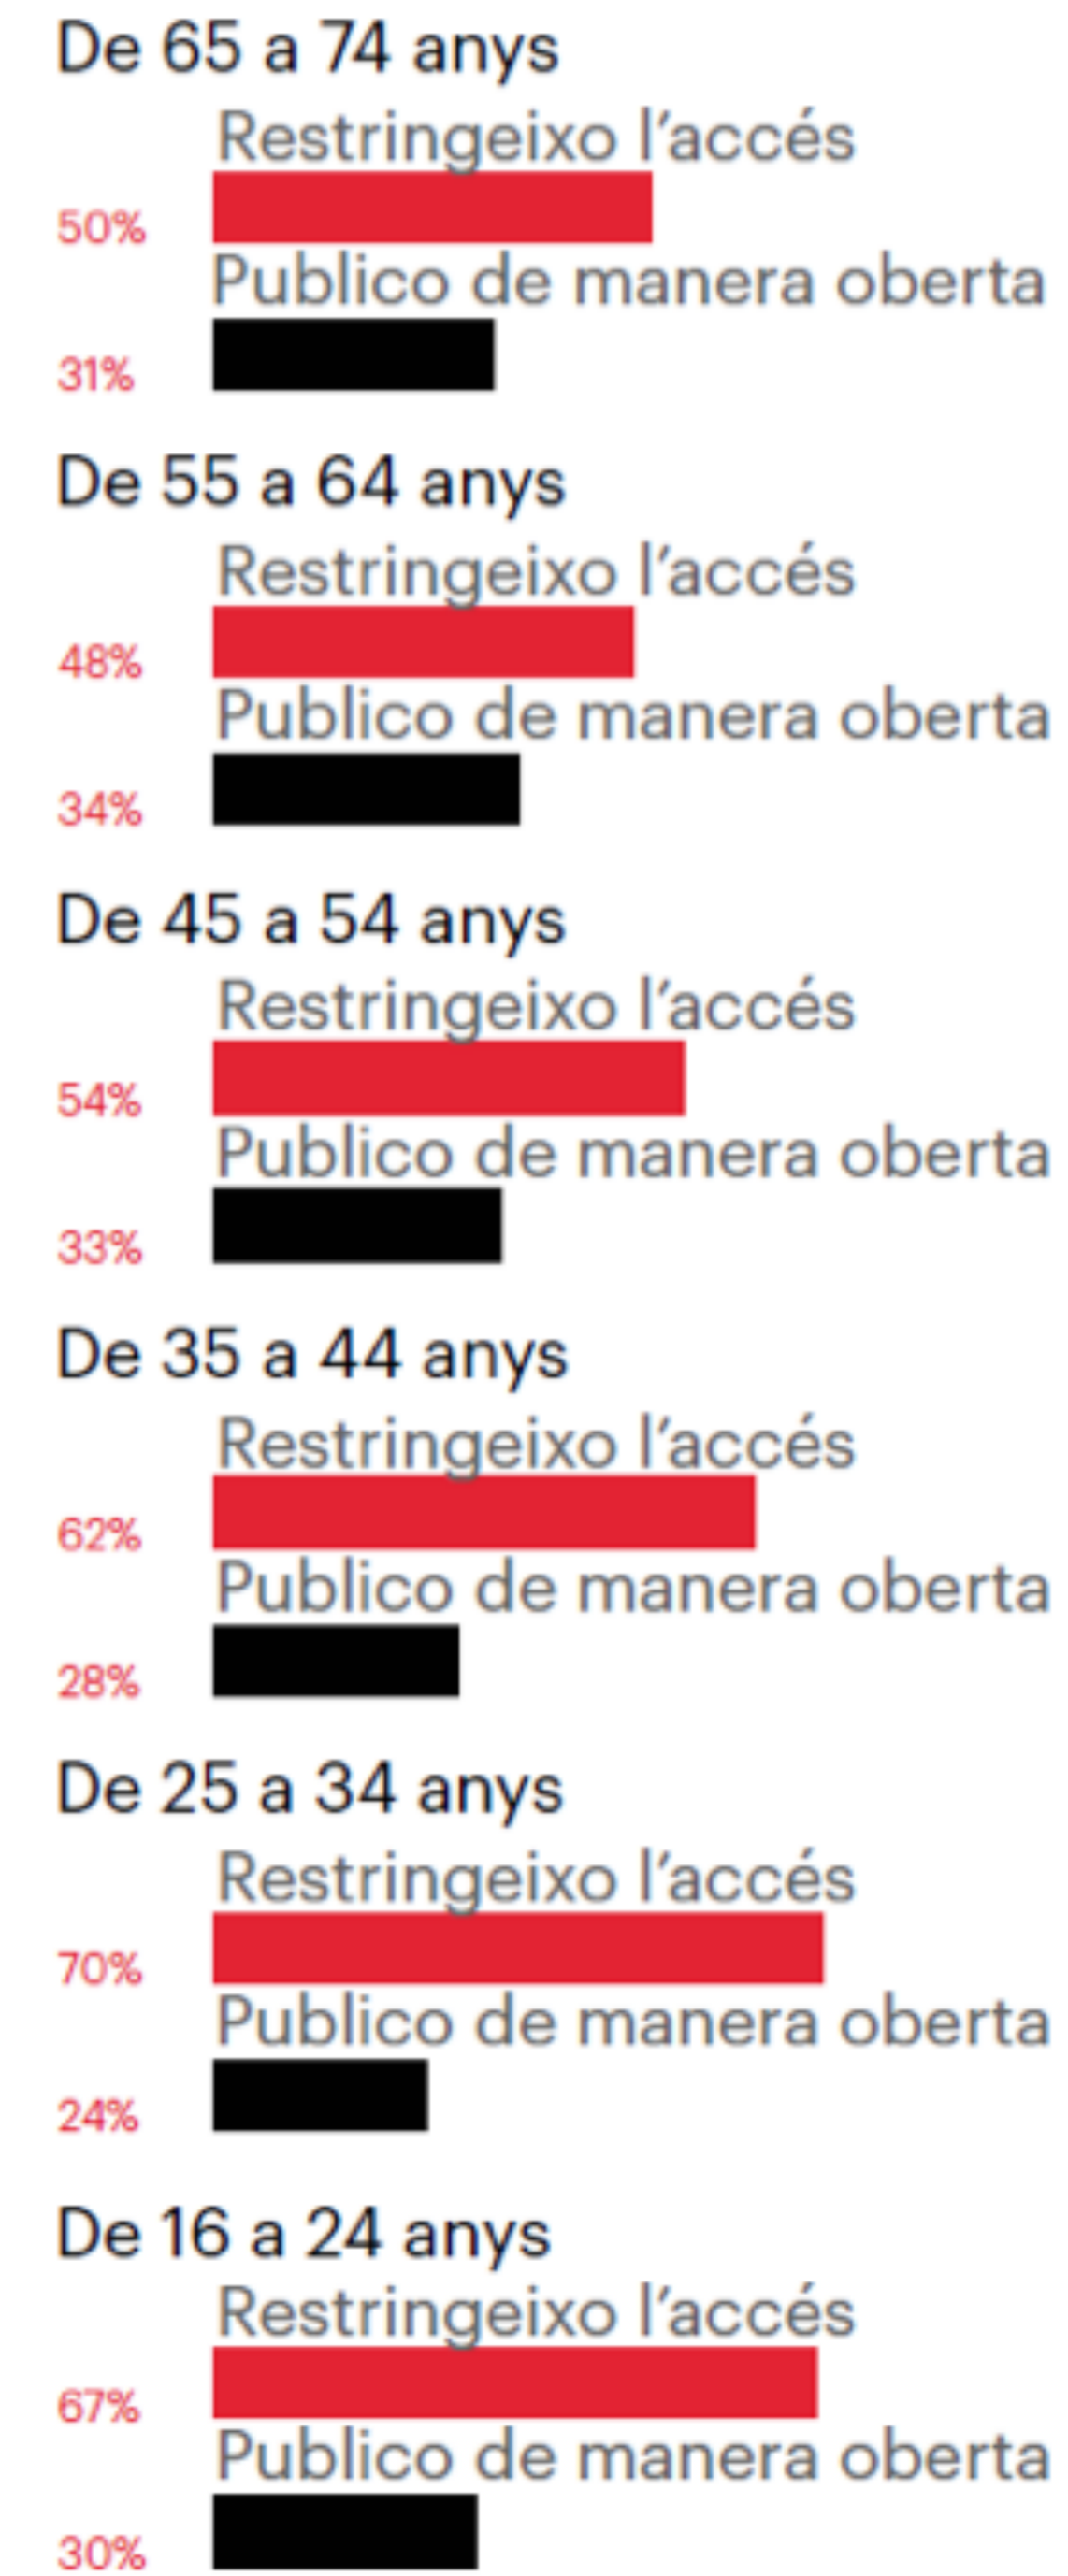 De 65 a 74 anys
Restringeixo l’accés
50%
Publico de manera oberta
31%
De 55 a 64 anys
Restringeixo l’accés
48%
Publico de manera oberta
34%
De 45 a 54 anys
Restringeixo l’accés
54%
Publico de manera oberta
33%
De 35 a 44 anys
Restringeixo l’accés
62%
Publico de manera oberta
28%
De 25 a 34 anys
Restringeixo l’accés
70%
Publico de manera oberta
24%
De 16 a 24 anys
Restringeixo l’accés
67%
Publico de manera oberta
30%